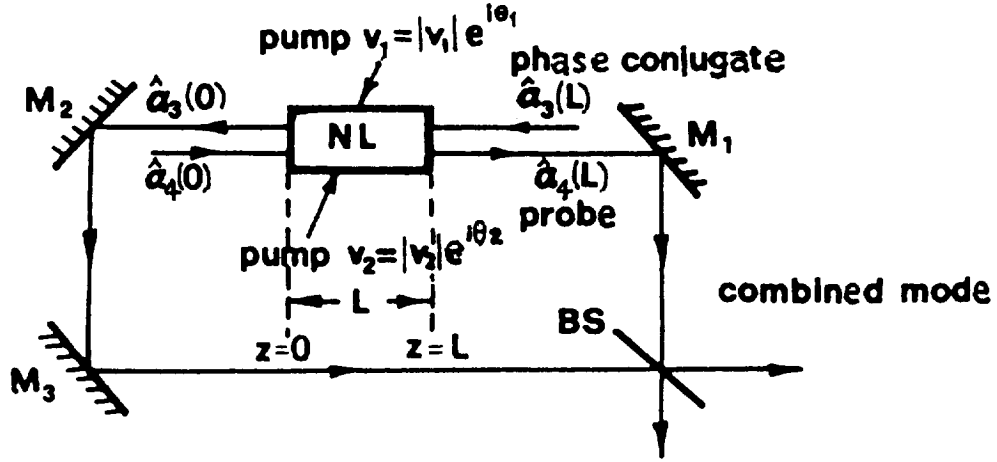 pump v₁=|v₁|e^iθ₁
phase conjugate
M₂
â₃(0)
â₃(L)
NL
M₁
â₄(0)
â₄(L)
probe
pump v₂=|v₂|e^iθ₂
L
combined mode
BS
z=0
z=L
M₃